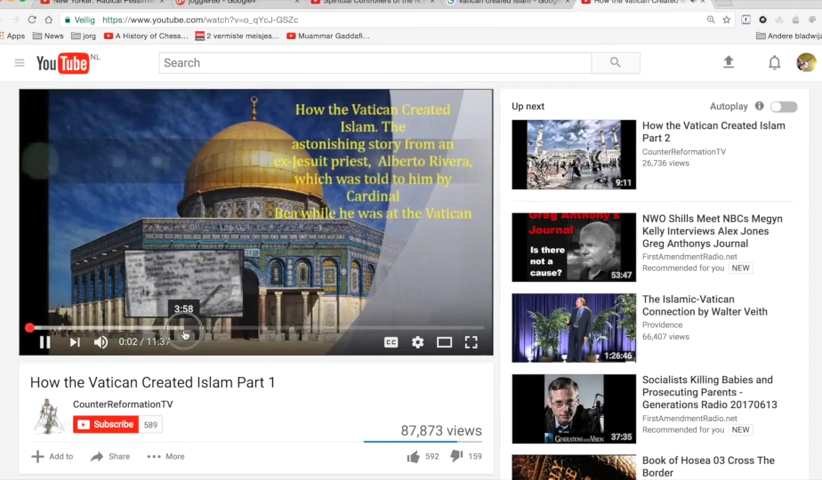 New Yorker: Radical Pessimis
joggeree - Google+
Spiritual Controllers of the N
vatican created islam - Google
How the Vatican Created Is
Veilig
https://www.youtube.com/watch?v=o_qYcJ-GSZc
Apps
News
jorg
A History of Chess...
2 vermiste meisjes...
Muammar Gaddafi...
Andere bladwij
YouTube NL
Search
How the Vatican Created
Islam. The
astonishing story from an
ex-Jesuit priest, Alberto Rivera,
which was told to him by
Cardinal
Bea while he was at the Vatican
3:58
0:02 / 11:37
CC
How the Vatican Created Islam Part 1
CounterReformationTV
Subscribe 589
87,873 views
Add to
Share
More
592
159
Up next
Autoplay
How the Vatican Created Islam
Part 2
CounterReformationTV
26,736 views
9:11
Greg Anthony's
Journal
Is there
not a
cause?
53:47
NWO Shills Meet NBCs Megyn
Kelly Interviews Alex Jones
Greg Anthonys Journal
FirstAmendmentRadio.net
Recommended for you NEW
1:26:46
The Islamic-Vatican
Connection by Walter Veith
Providence
66,407 views
GENERATIONS
37:35
Socialists Killing Babies and
Prosecuting Parents -
Generations Radio 20170613
FirstAmendmentRadio.net
Recommended for you NEW
Book of Hosea 03 Cross The
Border